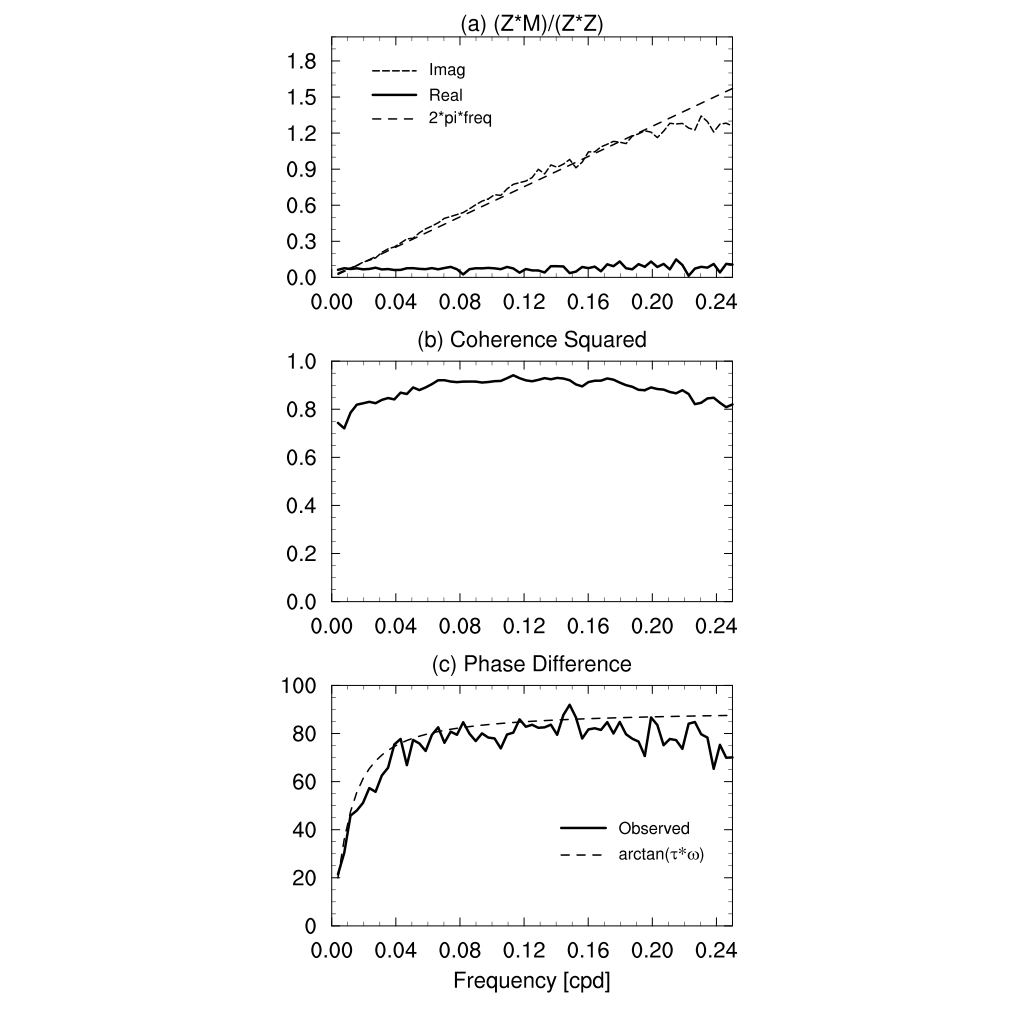 (a) (Z*M)/(Z*Z)
1.8
1.5
1.2
0.9
0.6
0.3
0.0
Imag
Real
2*pi*freq
0.00 0.04 0.08 0.12 0.16 0.20 0.24
(b) Coherence Squared
1.0
0.8
0.6
0.4
0.2
0.0
0.00 0.04 0.08 0.12 0.16 0.20 0.24
(c) Phase Difference
100
80
60
40
20
0
Observed
arctan(τ*ω)
0.00 0.04 0.08 0.12 0.16 0.20 0.24
Frequency [cpd]